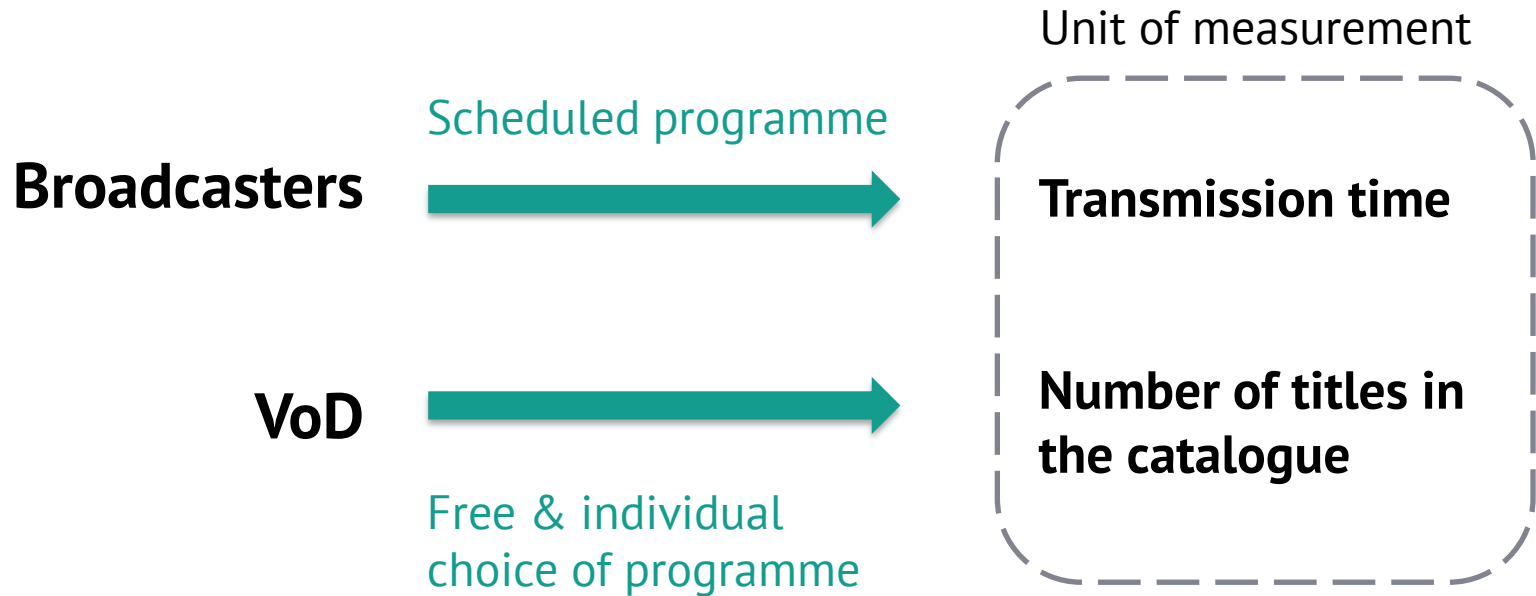 Unit of measurement
Scheduled programme
Broadcasters
Transmission time
VoD
Number of titles in
the catalogue
Free & individual
choice of programme